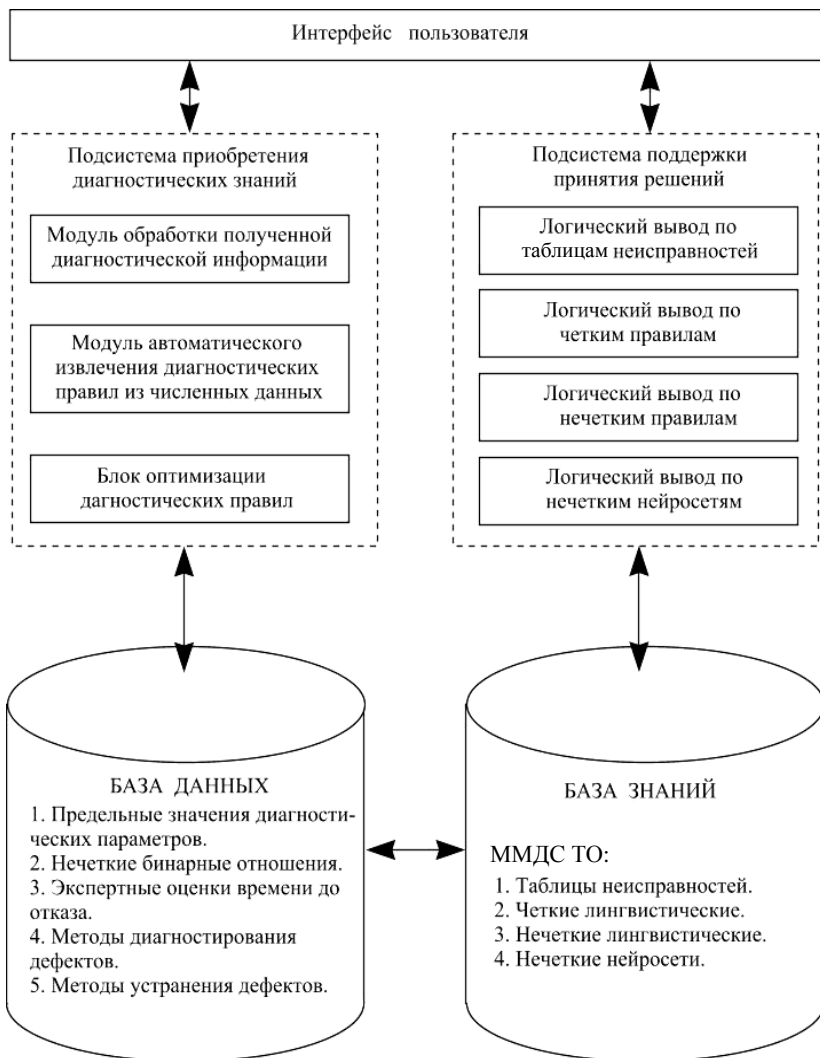 Интерфейс пользователя
Подсистема приобретения
диагностических знаний
Модуль обработки полученной
диагностической информации
Модуль автоматического
извлечения диагностических
правил из численных данных
Блок оптимизации
дагностических правил
Подсистема поддержки
принятия решений
Логический вывод по
таблицам неисправностей
Логический вывод по
четким правилам
Логический вывод по
нечетким правилам
Логический вывод по
нечетким нейросетям
БАЗА ДАННЫХ
1. Предельные значения диагности-
ческих параметров.
2. Нечеткие бинарные отношения.
3. Экспертные оценки времени до
отказа.
4. Методы диагностирования
дефектов.
5. Методы устранения дефектов.
БАЗА ЗНАНИЙ
ММДС ТО:
1. Таблицы неисправностей.
2. Четкие лингвистические.
3. Нечеткие лингвистические.
4. Нечеткие нейросети.